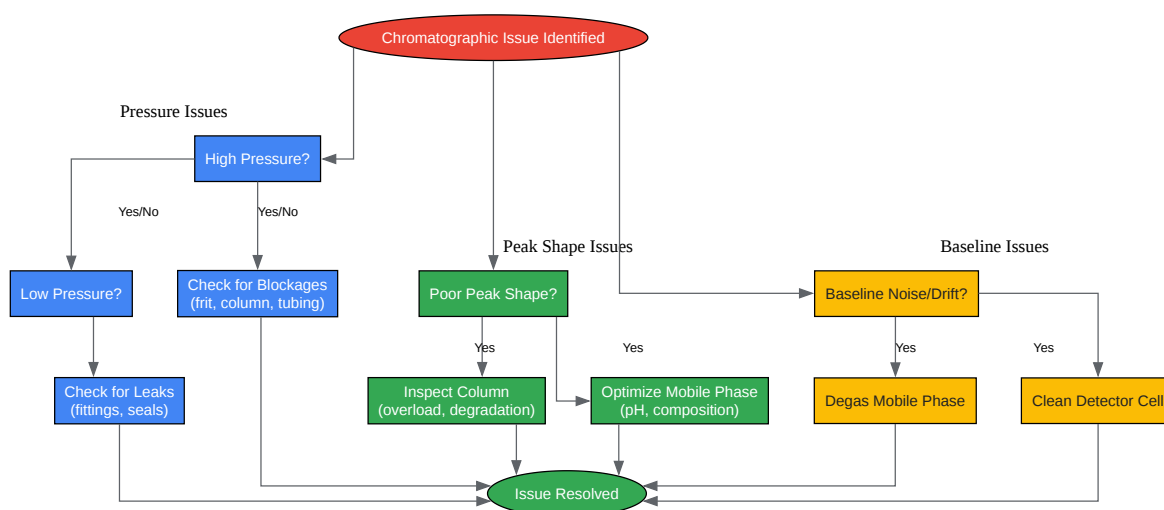 Chromatographic Issue Identified
Pressure Issues
High Pressure?
Yes/No
Yes/No
Peak Shape Issues
Baseline Issues
Low Pressure?
Check for Blockages
(frit, column, tubing)
Poor Peak Shape?
Baseline Noise/Drift?
Yes
Yes
Yes
Yes
Check for Leaks
(fittings, seals)
Inspect Column
(overload, degradation)
Optimize Mobile Phase
(pH, composition)
Degas Mobile Phase
Clean Detector Cell
Issue Resolved